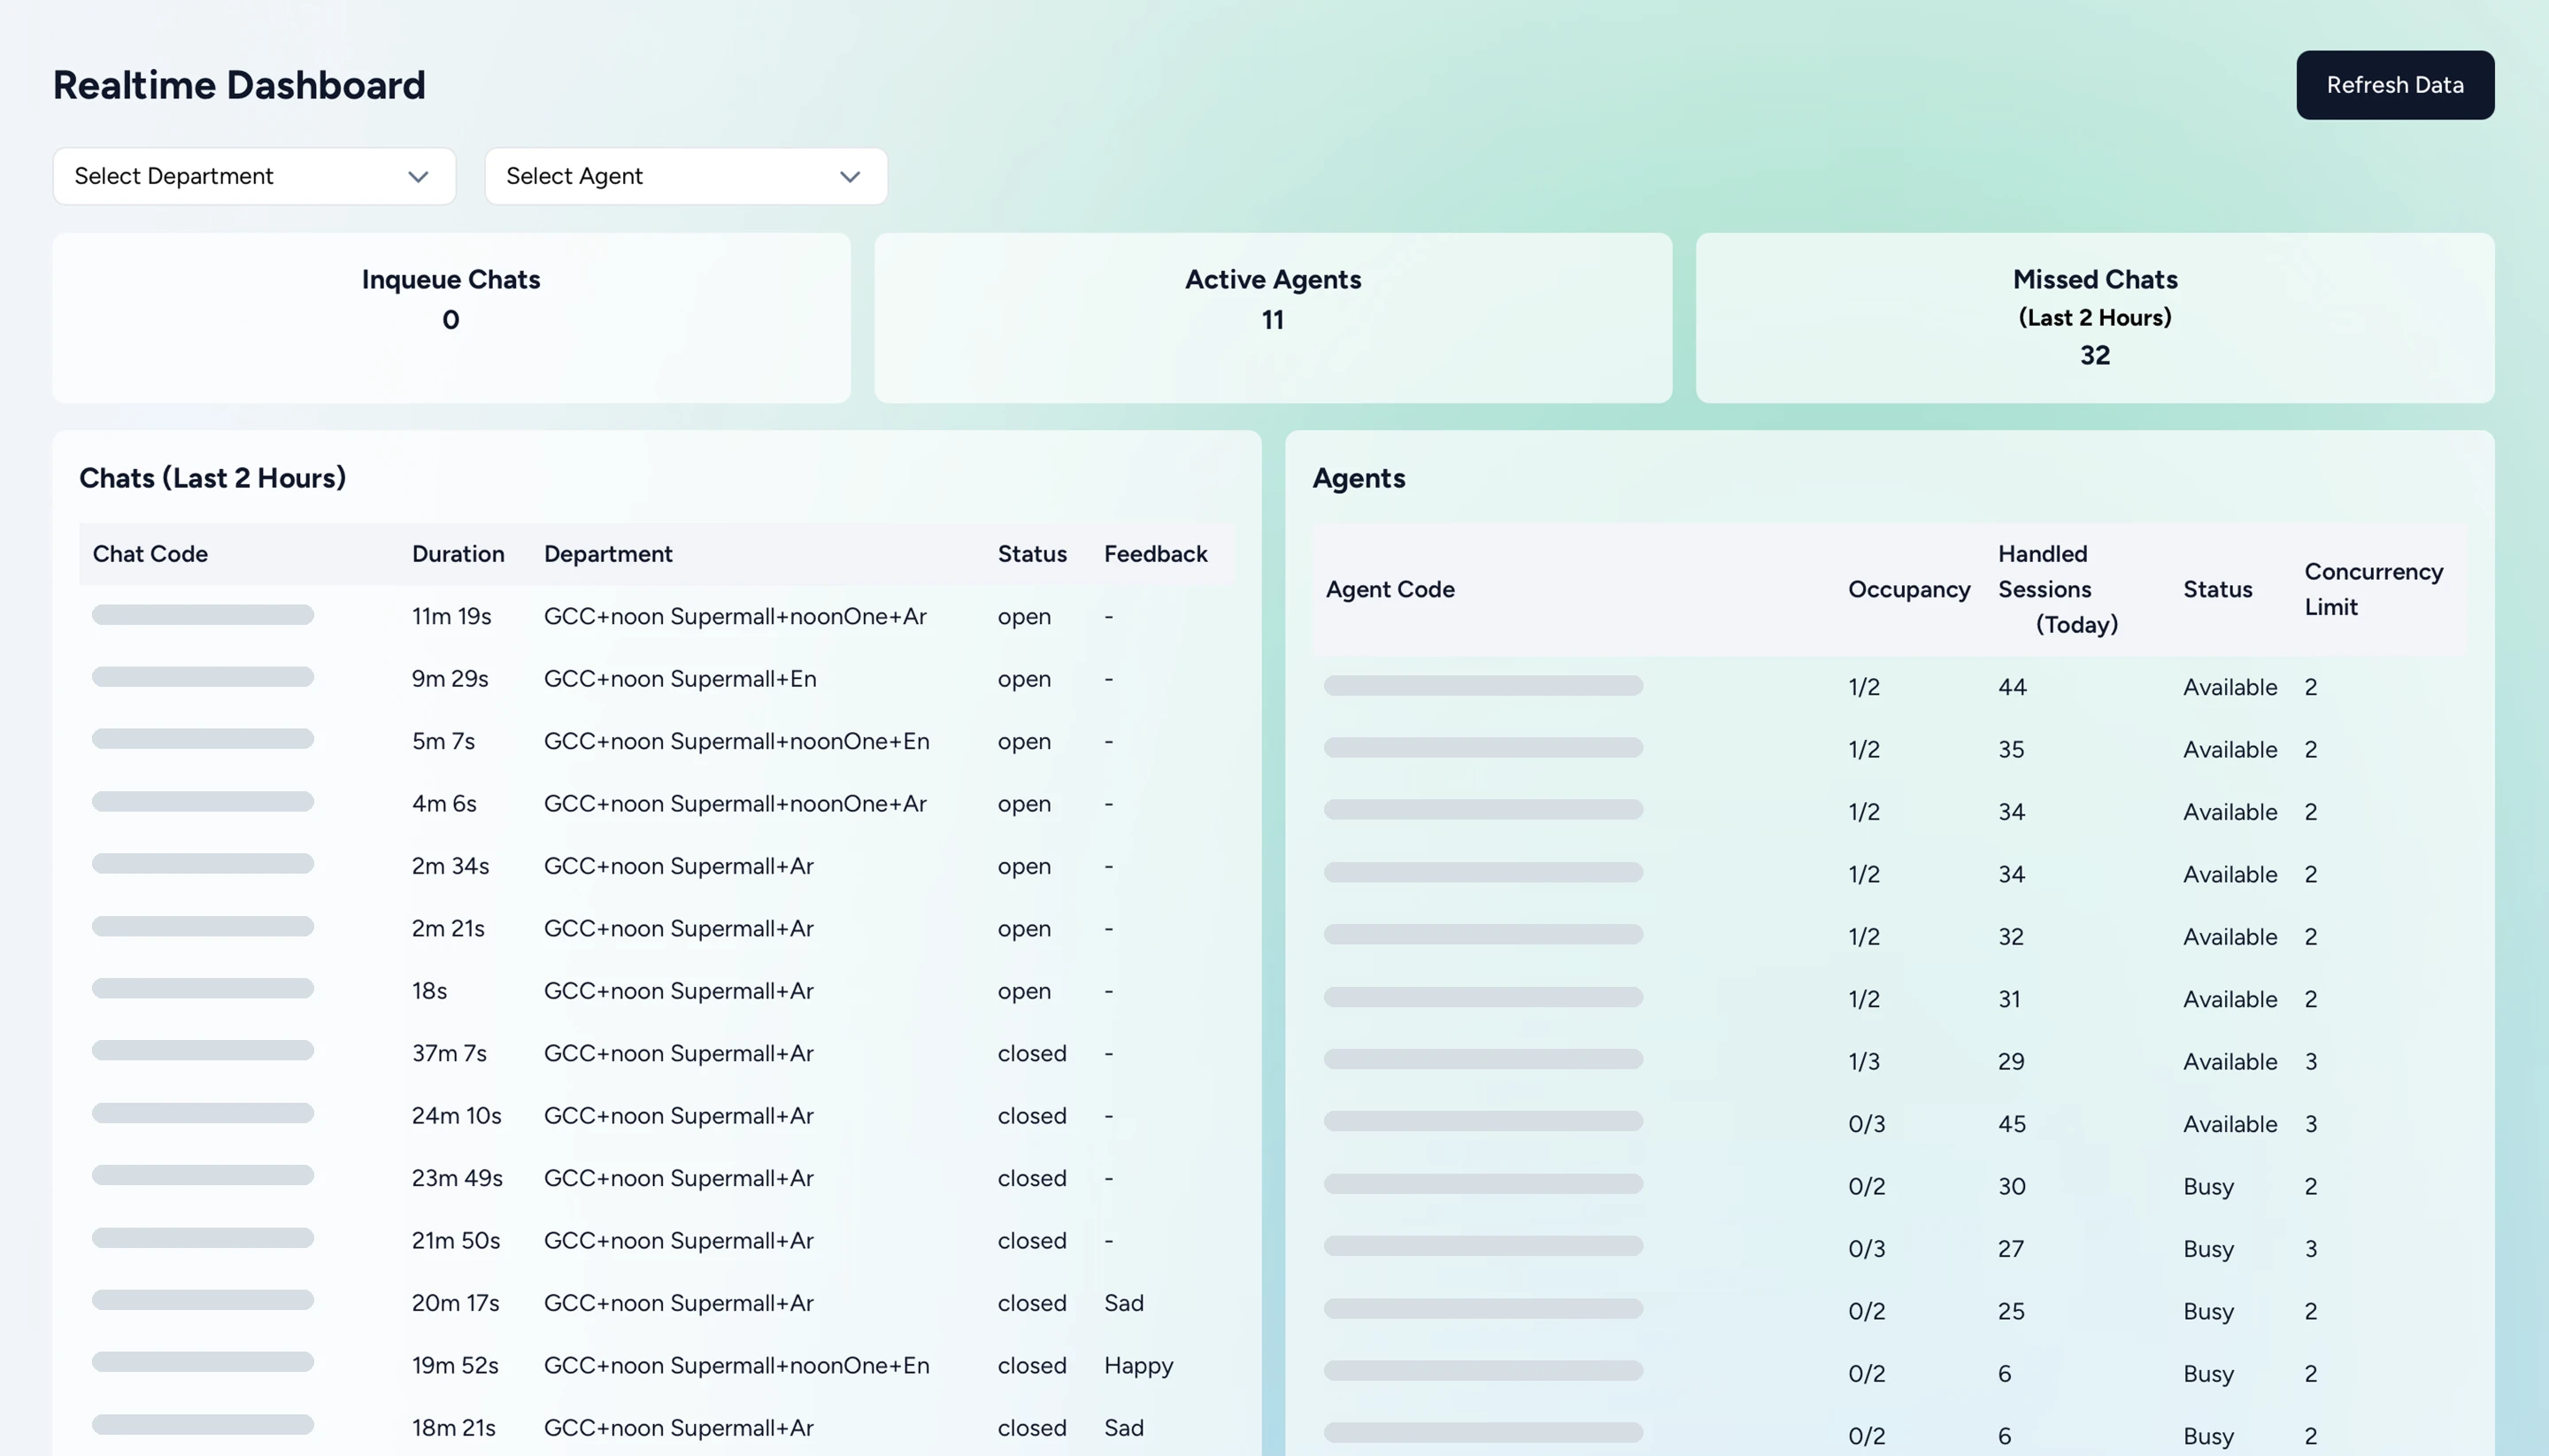 Realtime Dashboard
Refresh Data
Select Department
Select Agent
Inqueue Chats
0
Active Agents
11
Missed Chats
(Last 2 Hours)
32
Chats (Last 2 Hours)
Chat Code Duration Department Status Feedback
11m 19s GCC+noon Supermall+noonOne+Ar open -
9m 29s GCC+noon Supermall+En open -
5m 7s GCC+noon Supermall+noonOne+En open -
4m 6s GCC+noon Supermall+noonOne+Ar open -
2m 34s GCC+noon Supermall+Ar open -
2m 21s GCC+noon Supermall+Ar open -
18s GCC+noon Supermall+Ar open -
37m 7s GCC+noon Supermall+Ar closed -
24m 10s GCC+noon Supermall+Ar closed -
23m 49s GCC+noon Supermall+Ar closed -
21m 50s GCC+noon Supermall+Ar closed -
20m 17s GCC+noon Supermall+Ar closed Sad
19m 52s GCC+noon Supermall+noonOne+En closed Happy
18m 21s GCC+noon Supermall+Ar closed Sad
Agents
Agent Code Occupancy Handled Sessions (Today) Status Concurrency Limit
1/2 44 Available 2
1/2 35 Available 2
1/2 34 Available 2
1/2 34 Available 2
1/2 32 Available 2
1/2 31 Available 2
1/3 29 Available 3
0/3 45 Available 3
0/2 30 Busy 2
0/3 27 Busy 3
0/2 25 Busy 2
0/2 6 Busy 2
0/2 6 Busy 2